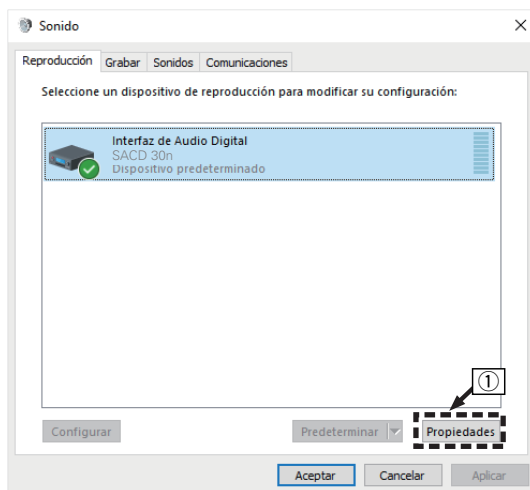 Sonido
Reproducción Grabar Sonidos Comunicaciones
Seleccione un dispositivo de reproducción para modificar su configuración:
Interfaz de Audio Digital
SACD 30n
Dispositivo predeterminado
①
Configurar Predeterminar Propiedades
Aceptar Cancelar Aplicar